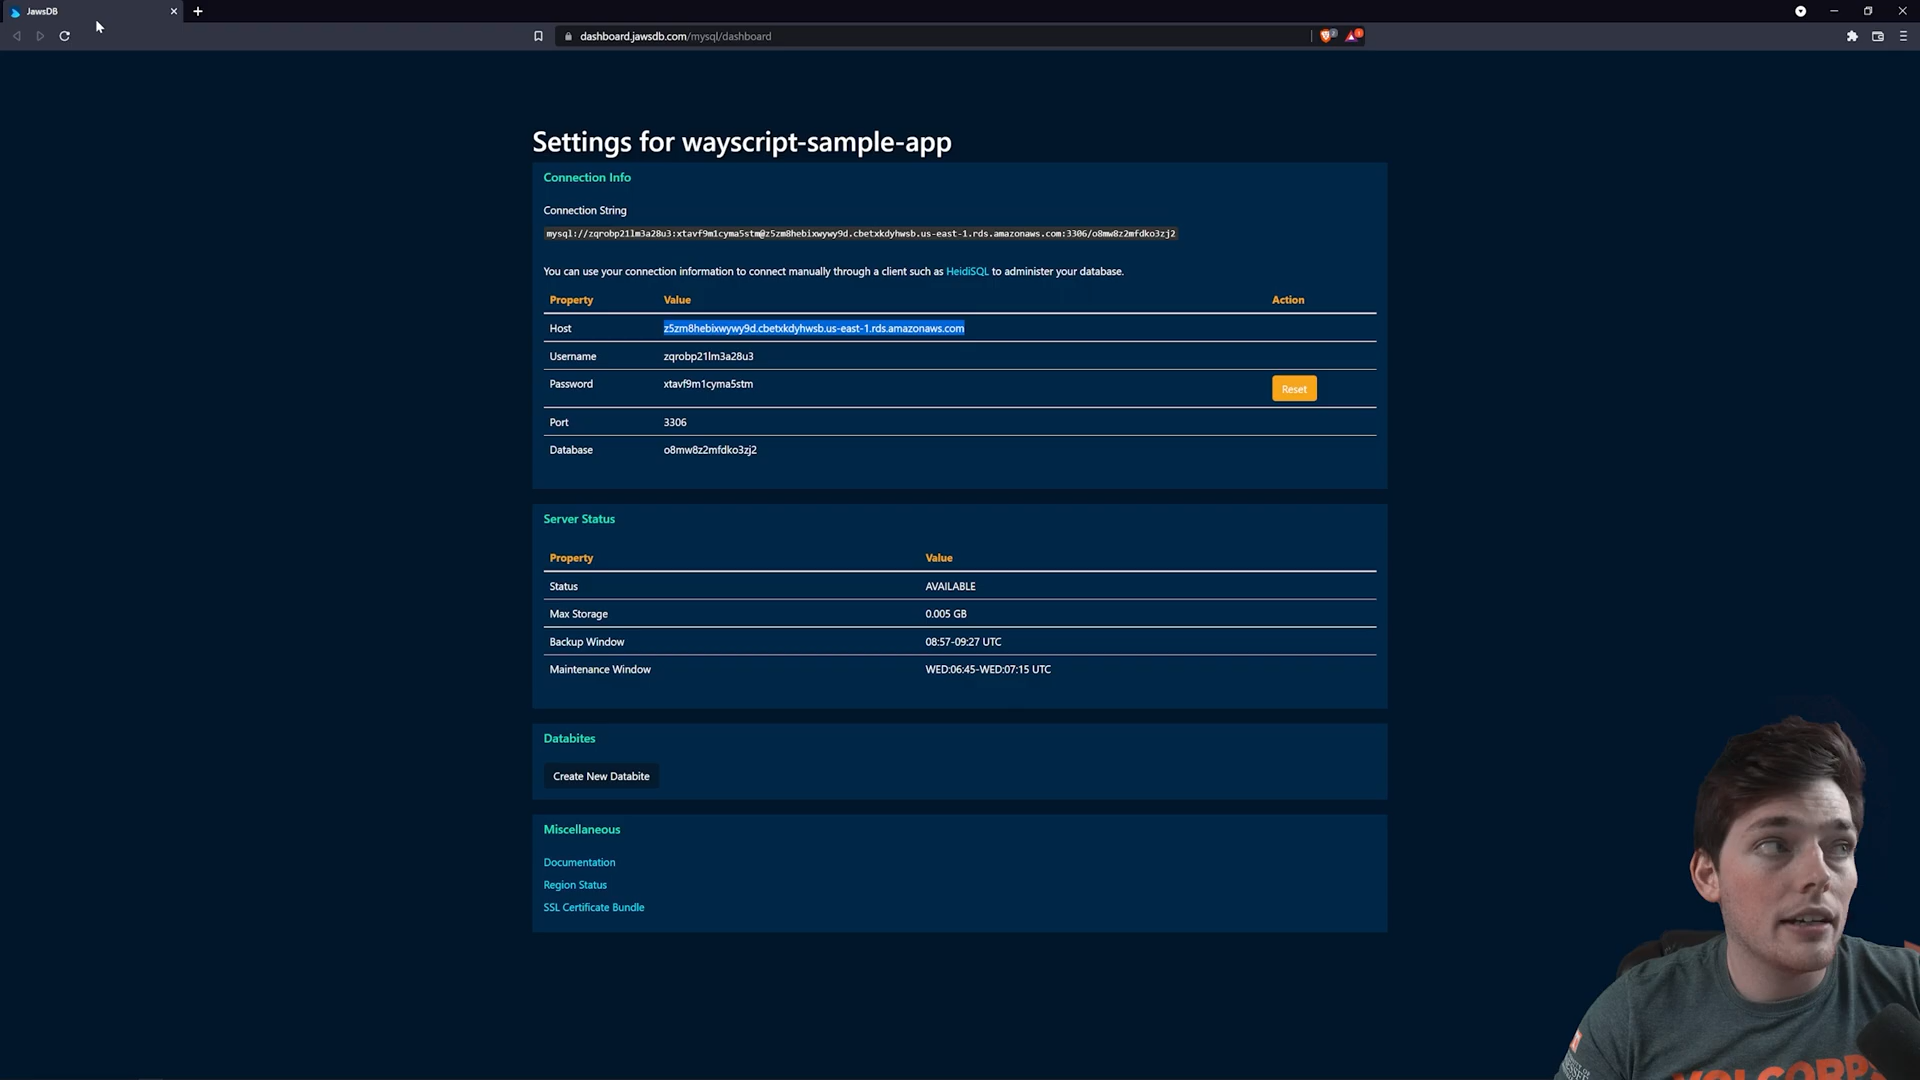 JawsDB
dashboard.jawsdb.com/mysql/dashboard
Settings for wayscript-sample-app
Connection Info
Connection String
mysql://zqrobp21lm3a28u3:xtavf9m1cyma5stm@z5zm8hebixwywy9d.cbetxkdyhwsb.us-east-1.rds.amazonaws.com:3306/o8mw8z2mfdko3zj2
You can use your connection information to connect manually through a client such as HeidiSQL to administer your database.
Property Value Action
Host z5zm8hebixwywy9d.cbetxkdyhwsb.us-east-1.rds.amazonaws.com
Username zqrobp21lm3a28u3
Password xtavf9m1cyma5stm Reset
Port 3306
Database o8mw8z2mfdko3zj2
Server Status
Property Value
Status AVAILABLE
Max Storage 0.005 GB
Backup Window 08:57-09:27 UTC
Maintenance Window WED:06:45-WED:07:15 UTC
Databites
Create New Databite
Miscellaneous
Documentation
Region Status
SSL Certificate Bundle